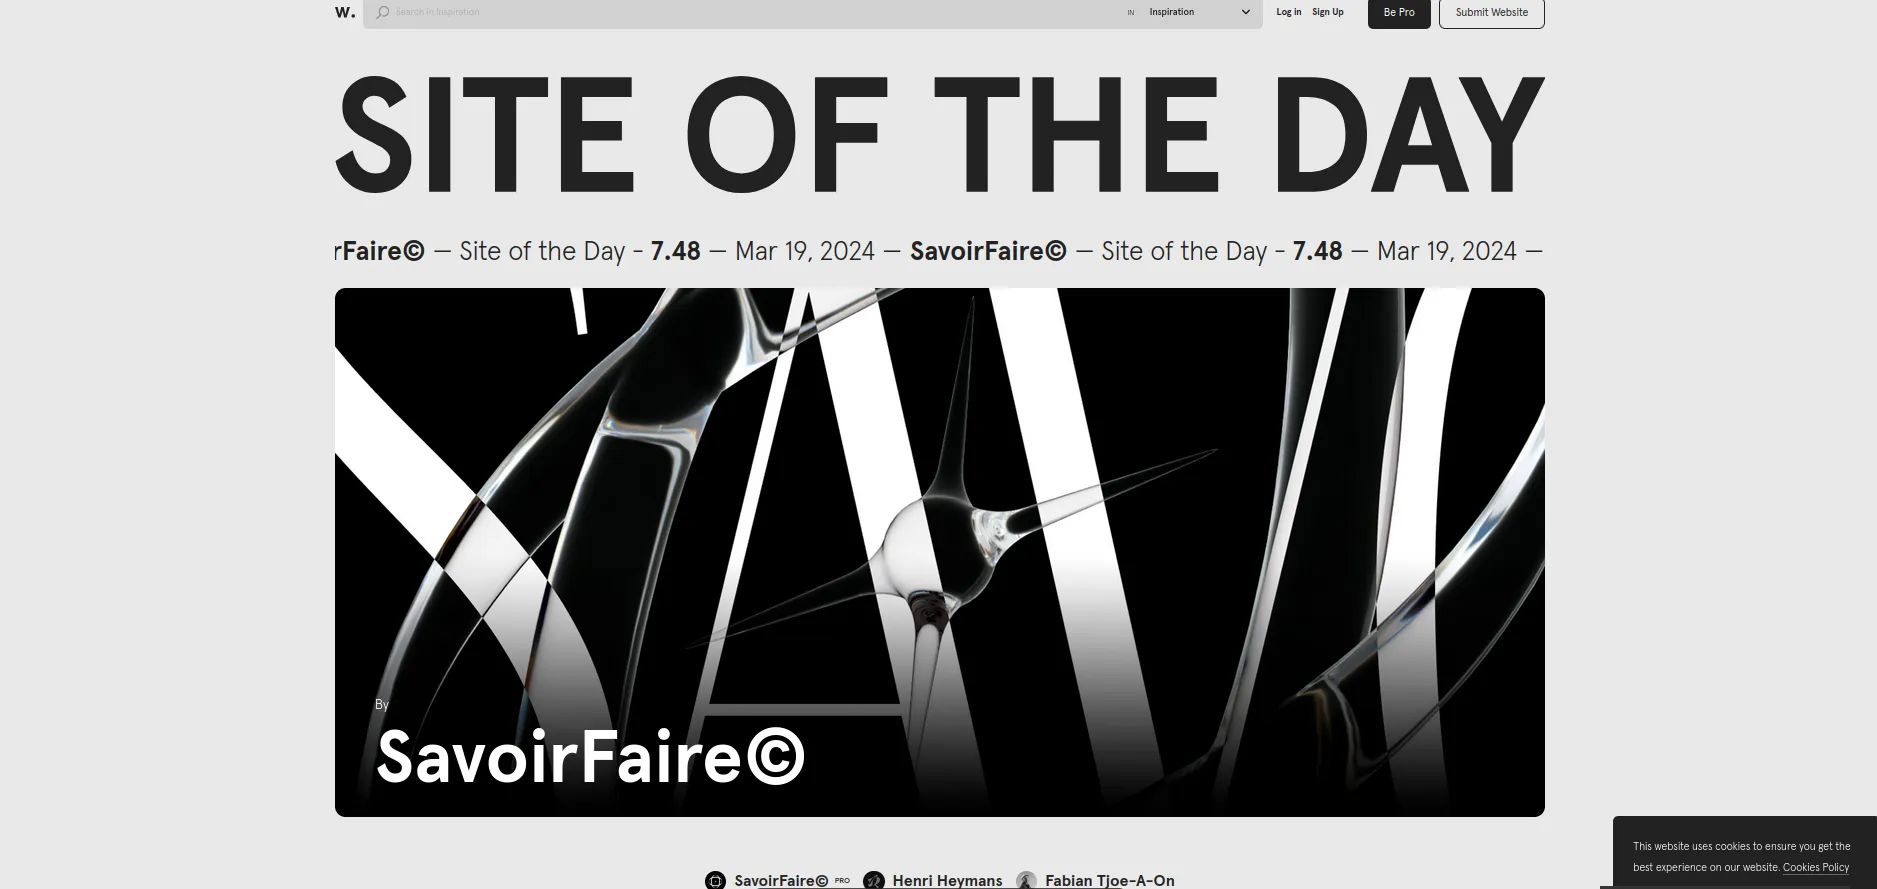 w. Search in Inspiration IN Inspiration Log in Sign Up Be Pro Submit Website
SITE OF THE DAY
rFaire© — Site of the Day - 7.48 — Mar 19, 2024 — SavoirFaire© — Site of the Day - 7.48 — Mar 19, 2024 —
By
SavoirFaire©
This website uses cookies to ensure you get the
best experience on our website. Cookies Policy
SavoirFaire© PRO Henri Heymans Fabian Tjoe-A-On